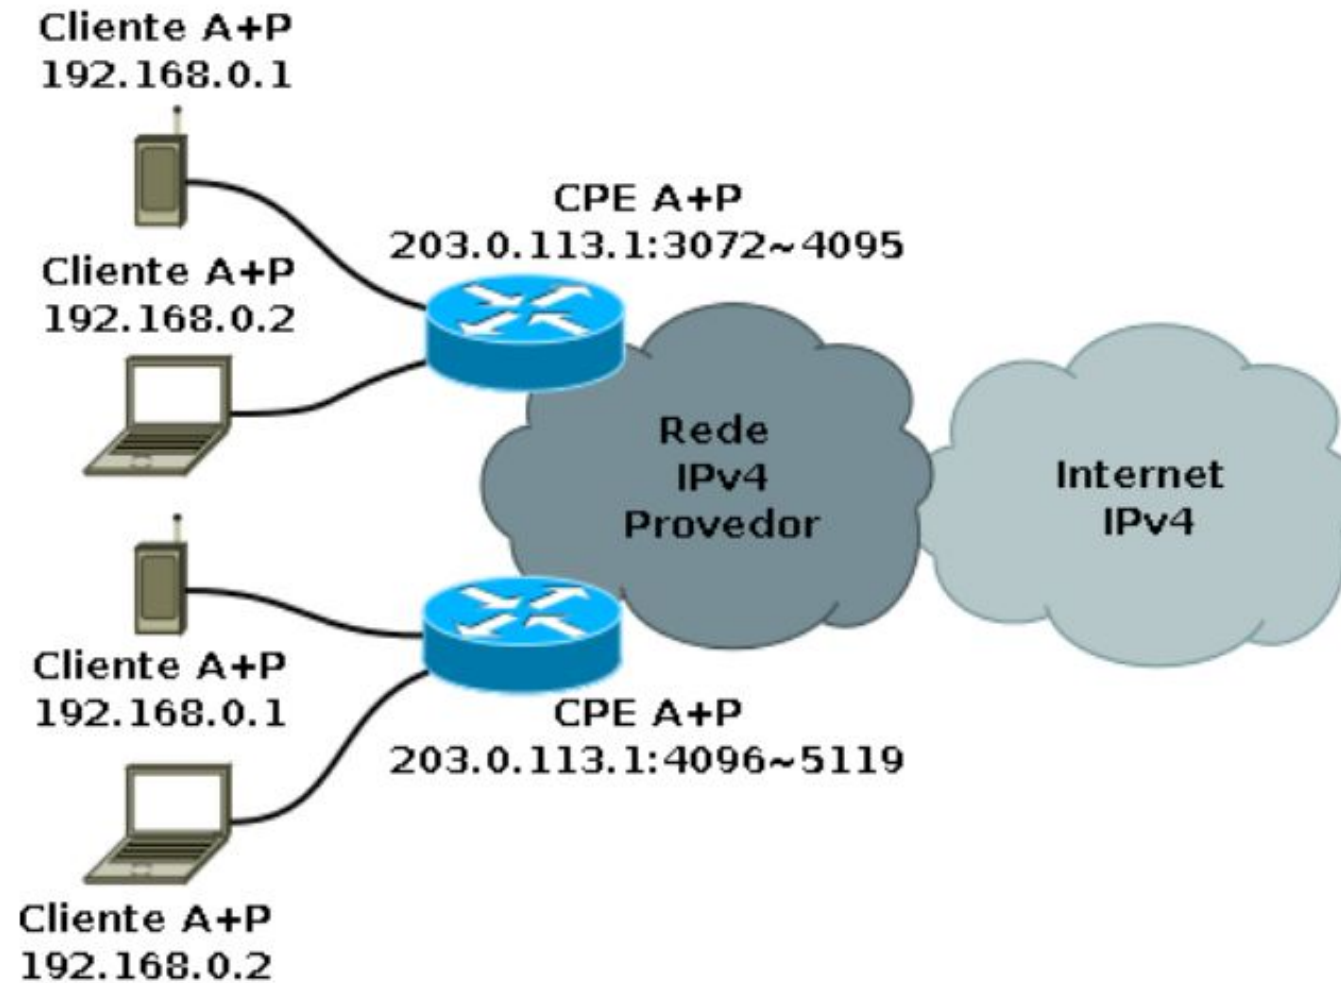 Cliente A+P
192.168.0.1
CPE A+P
203.0.113.1:3072~4095
Cliente A+P
192.168.0.2
Rede
IPv4
Provedor
Internet
IPv4
Cliente A+P
192.168.0.1
CPE A+P
203.0.113.1:4096~5119
Cliente A+P
192.168.0.2